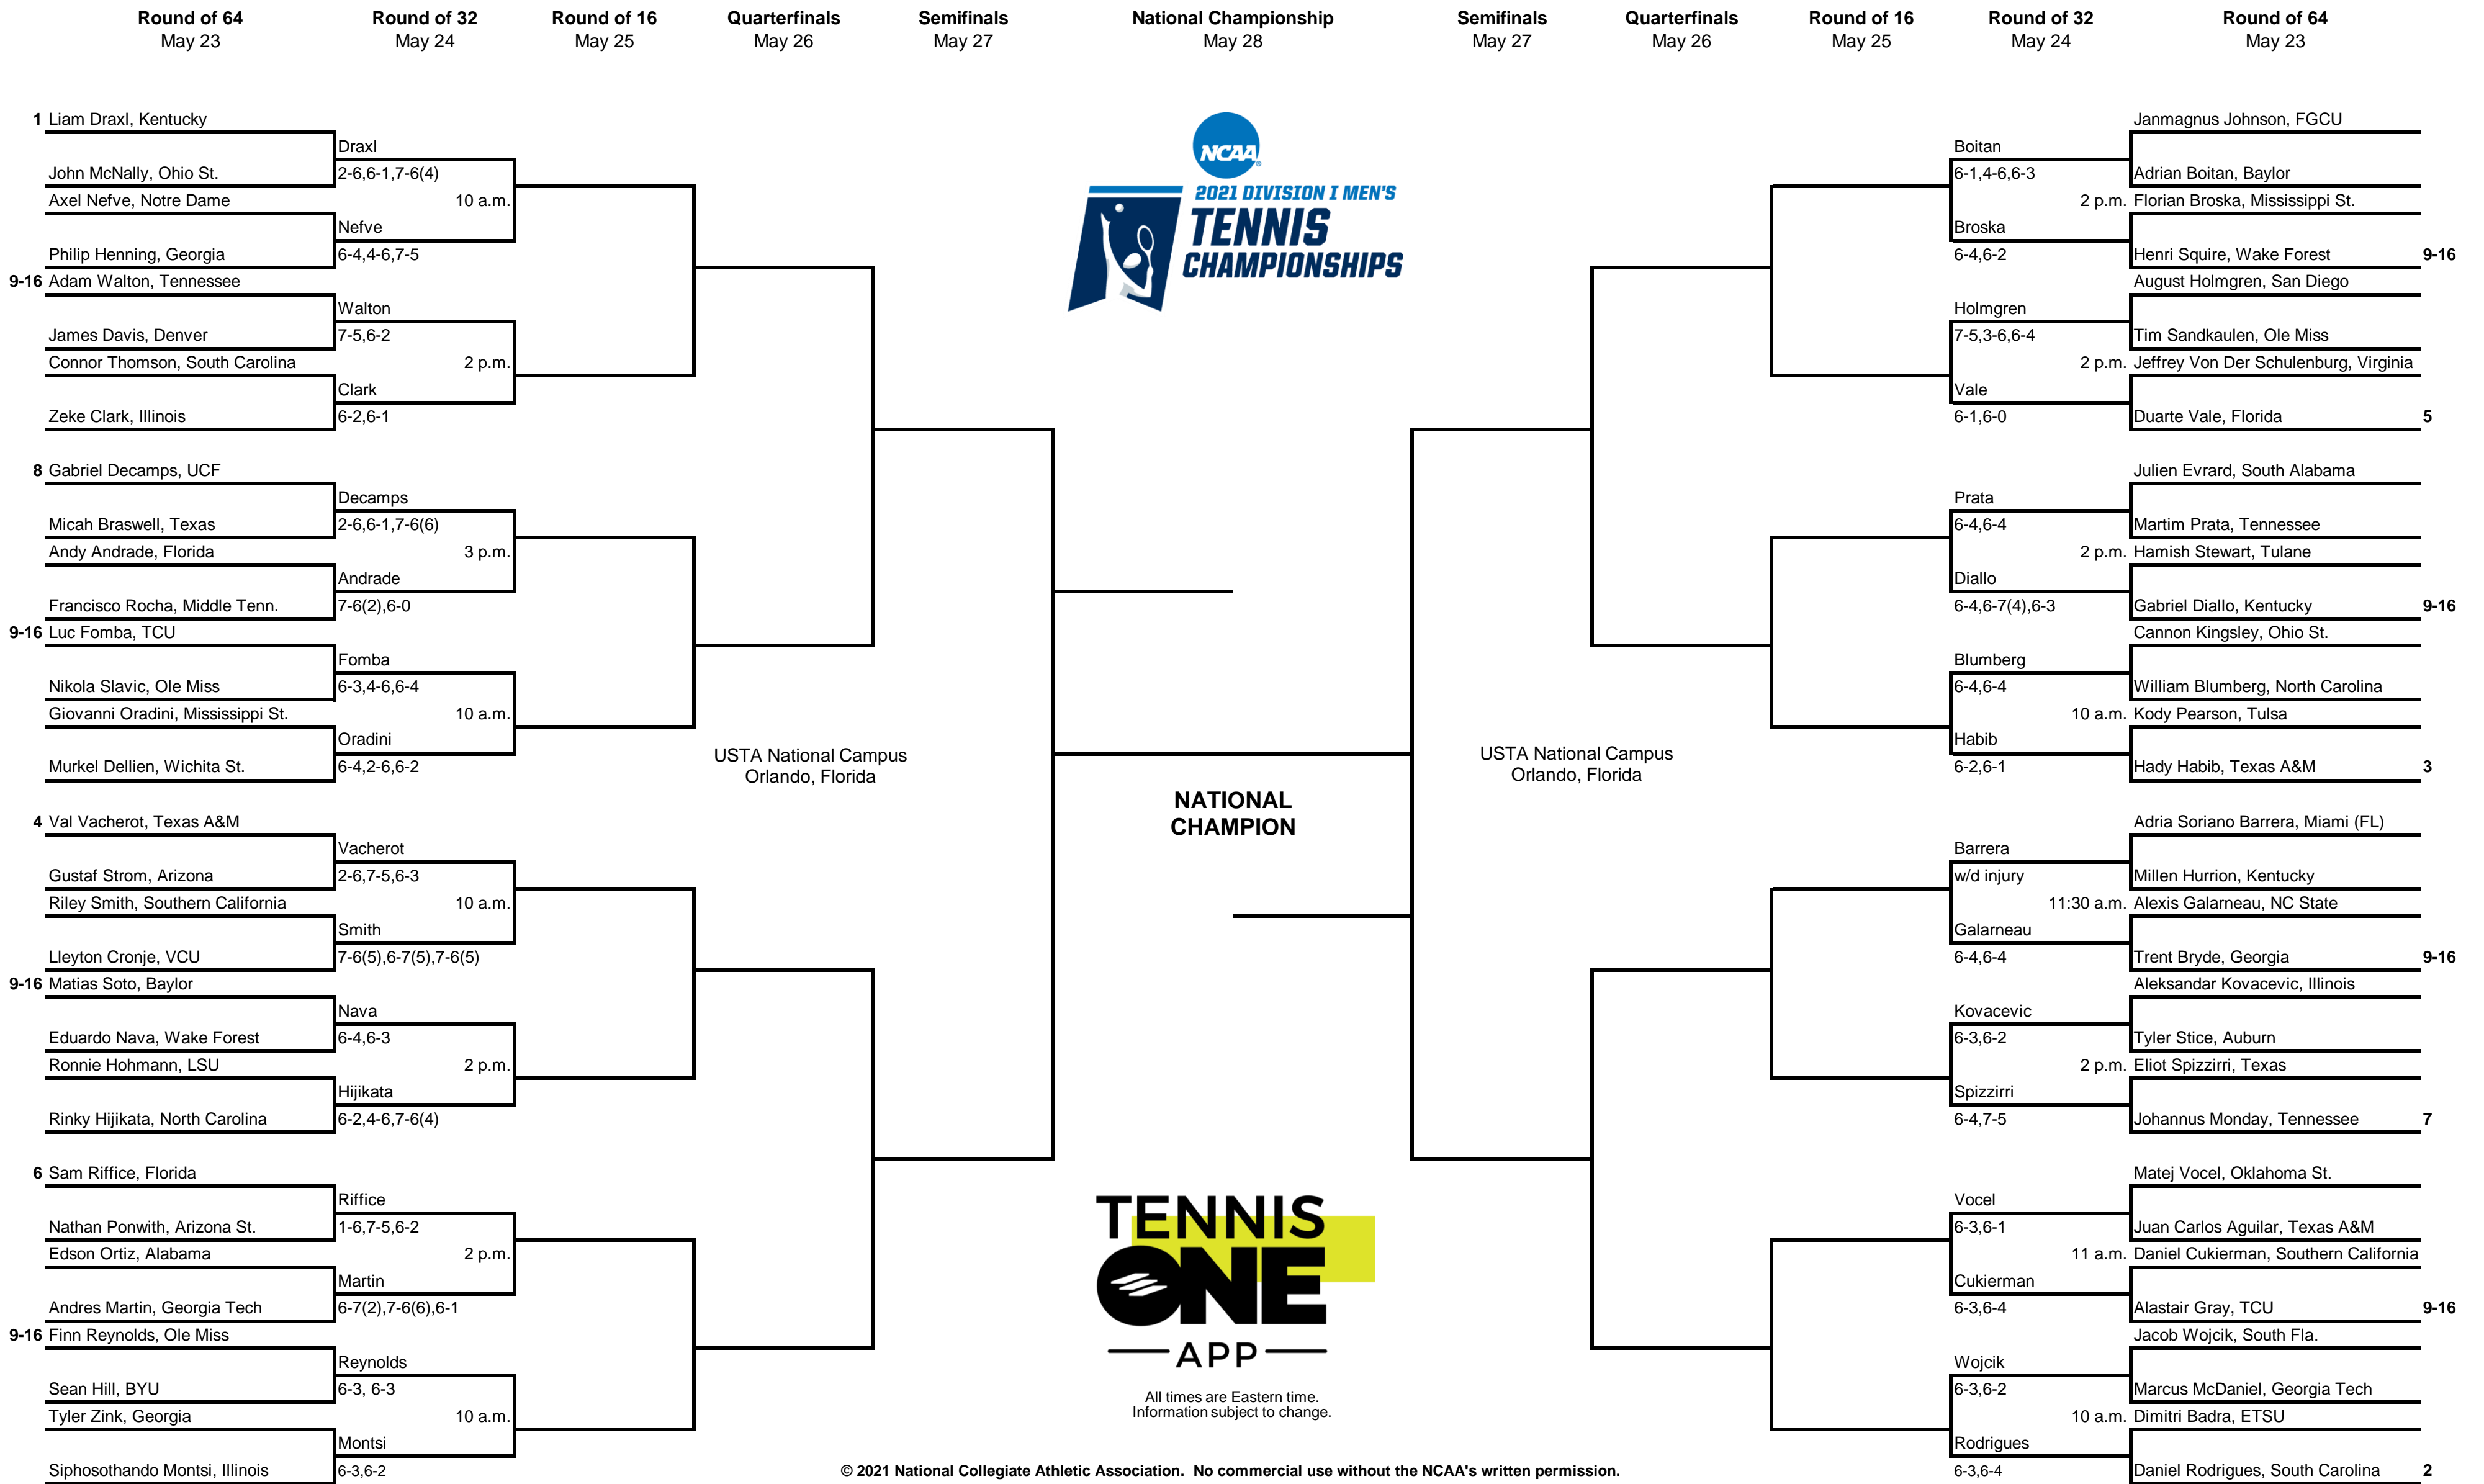 Round of 64
May 23
Round of 32
May 24
Round of 16
May 25
Quarterfinals
May 26
Semifinals
May 27
National Championship
May 28
Semifinals
May 27
Quarterfinals
May 26
Round of 16
May 25
Round of 32
May 24
Round of 64
May 23
1 Liam Draxl, Kentucky
Draxl
John McNally, Ohio St.
2-6,6-1,7-6(4)
Axel Nefve, Notre Dame
10 a.m.
Nefve
Philip Henning, Georgia
6-4,4-6,7-5
9-16 Adam Walton, Tennessee
Walton
James Davis, Denver
7-5,6-2
Connor Thomson, South Carolina
2 p.m.
Clark
Zeke Clark, Illinois
6-2,6-1
8 Gabriel Decamps, UCF
Decamps
Micah Braswell, Texas
2-6,6-1,7-6(6)
Andy Andrade, Florida
3 p.m.
Andrade
Francisco Rocha, Middle Tenn.
7-6(2),6-0
9-16 Luc Fomba, TCU
Fomba
Nikola Slavic, Ole Miss
6-3,4-6,6-4
Giovanni Oradini, Mississippi St.
10 a.m.
Oradini
Murkel Dellien, Wichita St.
6-4,2-6,6-2
4 Val Vacherot, Texas A&M
Vacherot
Gustaf Strom, Arizona
2-6,7-5,6-3
Riley Smith, Southern California
10 a.m.
Smith
Lleyton Cronje, VCU
7-6(5),6-7(5),7-6(5)
9-16 Matias Soto, Baylor
Nava
Eduardo Nava, Wake Forest
6-4,6-3
Ronnie Hohmann, LSU
2 p.m.
Hijikata
Rinky Hijikata, North Carolina
6-2,4-6,7-6(4)
6 Sam Riffice, Florida
Riffice
Nathan Ponwith, Arizona St.
1-6,7-5,6-2
Edson Ortiz, Alabama
2 p.m.
Martin
Andres Martin, Georgia Tech
6-7(2),7-6(6),6-1
9-16 Finn Reynolds, Ole Miss
Reynolds
Sean Hill, BYU
6-3, 6-3
Tyler Zink, Georgia
10 a.m.
Montsi
Siphosothando Montsi, Illinois
6-3,6-2
USTA National Campus
Orlando, Florida
NCAA
2021 DIVISION I MEN'S
TENNIS
CHAMPIONSHIPS
NATIONAL
CHAMPION
TENNIS
ONE
APP
All times are Eastern time.
Information subject to change.
USTA National Campus
Orlando, Florida
Janmagnus Johnson, FGCU
Boitan
6-1,4-6,6-3
Adrian Boitan, Baylor
2 p.m.
Florian Broska, Mississippi St.
Broska
6-4,6-2
Henri Squire, Wake Forest 9-16
August Holmgren, San Diego
Holmgren
7-5,3-6,6-4
Tim Sandkaulen, Ole Miss
2 p.m.
Jeffrey Von Der Schulenburg, Virginia
Vale
6-1,6-0
Duarte Vale, Florida 5
Julien Evrard, South Alabama
Prata
6-4,6-4
Martim Prata, Tennessee
2 p.m.
Hamish Stewart, Tulane
Diallo
6-4,6-7(4),6-3
Gabriel Diallo, Kentucky 9-16
Cannon Kingsley, Ohio St.
Blumberg
6-4,6-4
William Blumberg, North Carolina
10 a.m.
Kody Pearson, Tulsa
Habib
6-2,6-1
Hady Habib, Texas A&M 3
Adria Soriano Barrera, Miami (FL)
Barrera
w/d injury
Millen Hurrion, Kentucky
11:30 a.m.
Alexis Galarneau, NC State
Galarneau
6-4,6-4
Trent Bryde, Georgia 9-16
Aleksandar Kovacevic, Illinois
Kovacevic
6-3,6-2
Tyler Stice, Auburn
2 p.m.
Eliot Spizzirri, Texas
Spizzirri
6-4,7-5
Johannus Monday, Tennessee 7
Matej Vocel, Oklahoma St.
Vocel
6-3,6-1
Juan Carlos Aguilar, Texas A&M
11 a.m.
Daniel Cukierman, Southern California
Cukierman
6-3,6-4
Alastair Gray, TCU 9-16
Jacob Wojcik, South Fla.
Wojcik
6-3,6-2
Marcus McDaniel, Georgia Tech
10 a.m.
Dimitri Badra, ETSU
Rodrigues
6-3,6-4
Daniel Rodrigues, South Carolina 2
© 2021 National Collegiate Athletic Association. No commercial use without the NCAA's written permission.